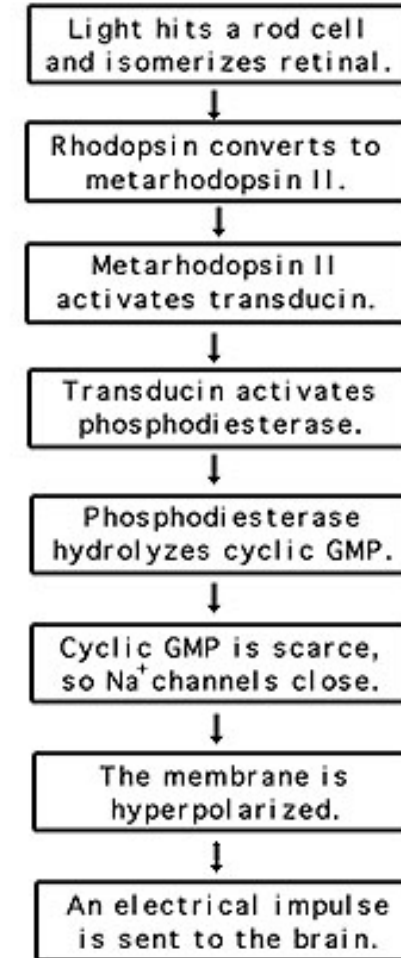 Light hits a rod cell
and isomerizes retinal.
Rhodopsin converts to
metarhodopsin II.
Metarhodopsin II
activates transducin.
Transducin activates
phosphodiesterase.
Phosphodiesterase
hydrolyzes cyclic GMP.
Cyclic GMP is scarce,
so Na⁺ channels close.
The membrane is
hyperpolarized.
An electrical impulse
is sent to the brain.